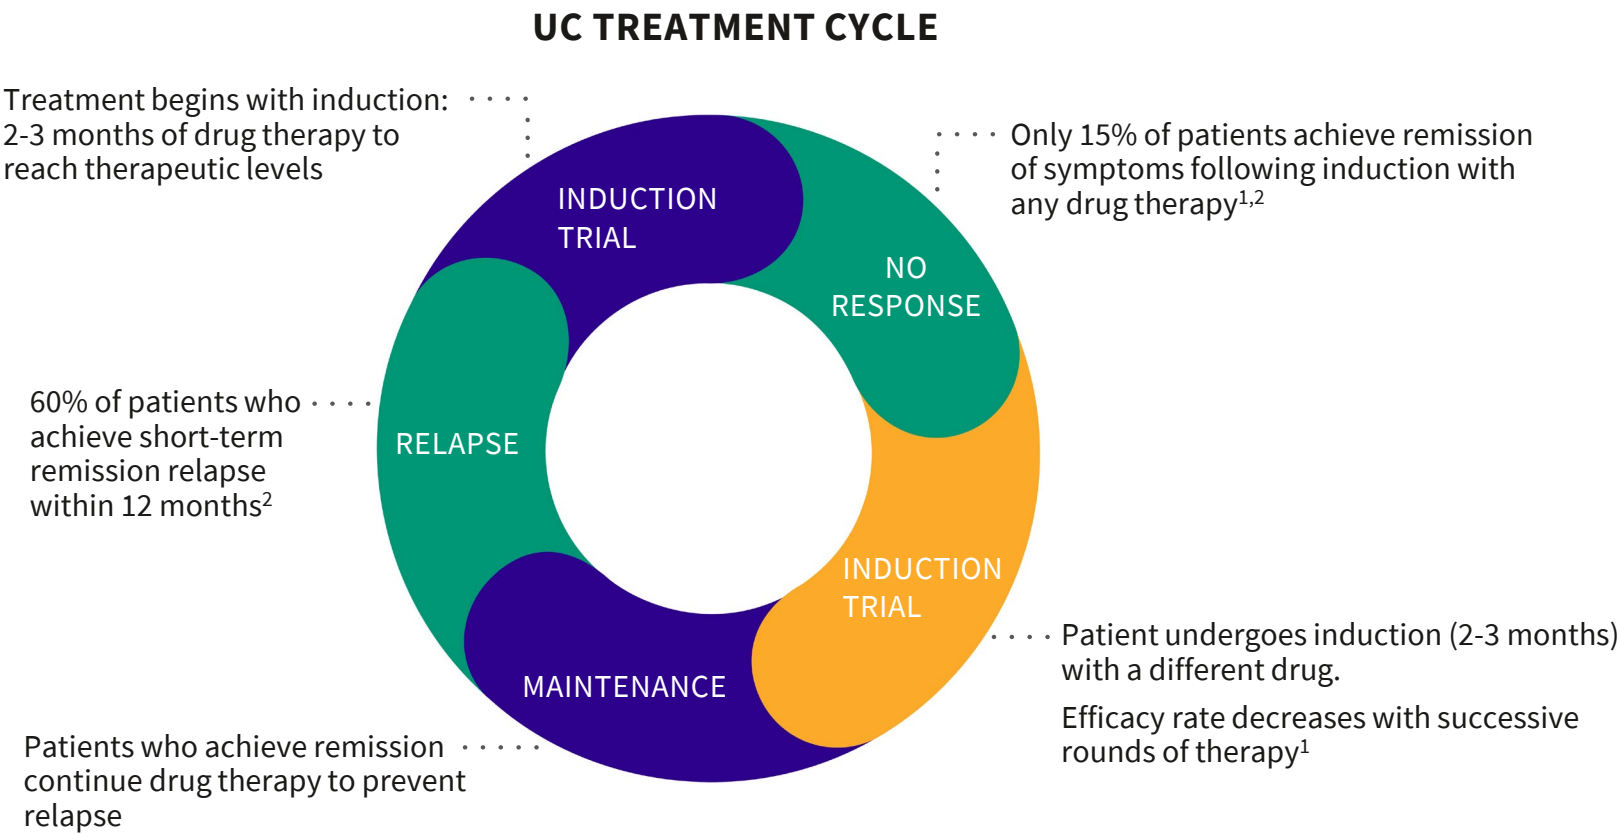 UC TREATMENT CYCLE
Treatment begins with induction:
2-3 months of drug therapy to
reach therapeutic levels
Only 15% of patients achieve remission
of symptoms following induction with
any drug therapy1,2
INDUCTION
TRIAL
NO
RESPONSE
60% of patients who
achieve short-term
remission relapse
within 12 months2
RELAPSE
INDUCTION
TRIAL
Patient undergoes induction (2-3 months)
with a different drug.
Efficacy rate decreases with successive
rounds of therapy1
MAINTENANCE
Patients who achieve remission
continue drug therapy to prevent
relapse